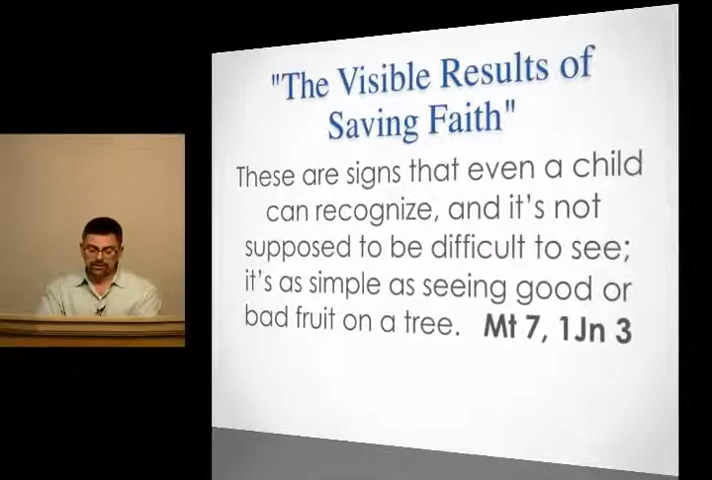 "The Visible Results of
Saving Faith"
These are signs that even a child
can recognize, and it's not
supposed to be difficult to see;
it's as simple as seeing good or
bad fruit on a tree. Mt 7, 1Jn 3